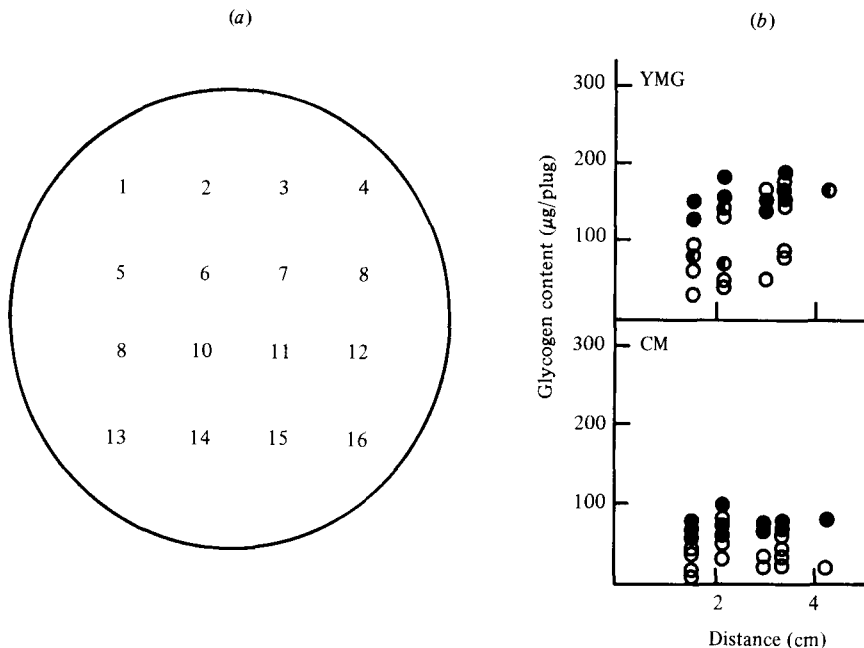 (a)
1 2 3 4
5 6 7 8
8 10 11 12
13 14 15 16
(b)
Glycogen content (µg/plug)
YMG
300
200
100
CM
300
200
100
2 4
Distance (cm)